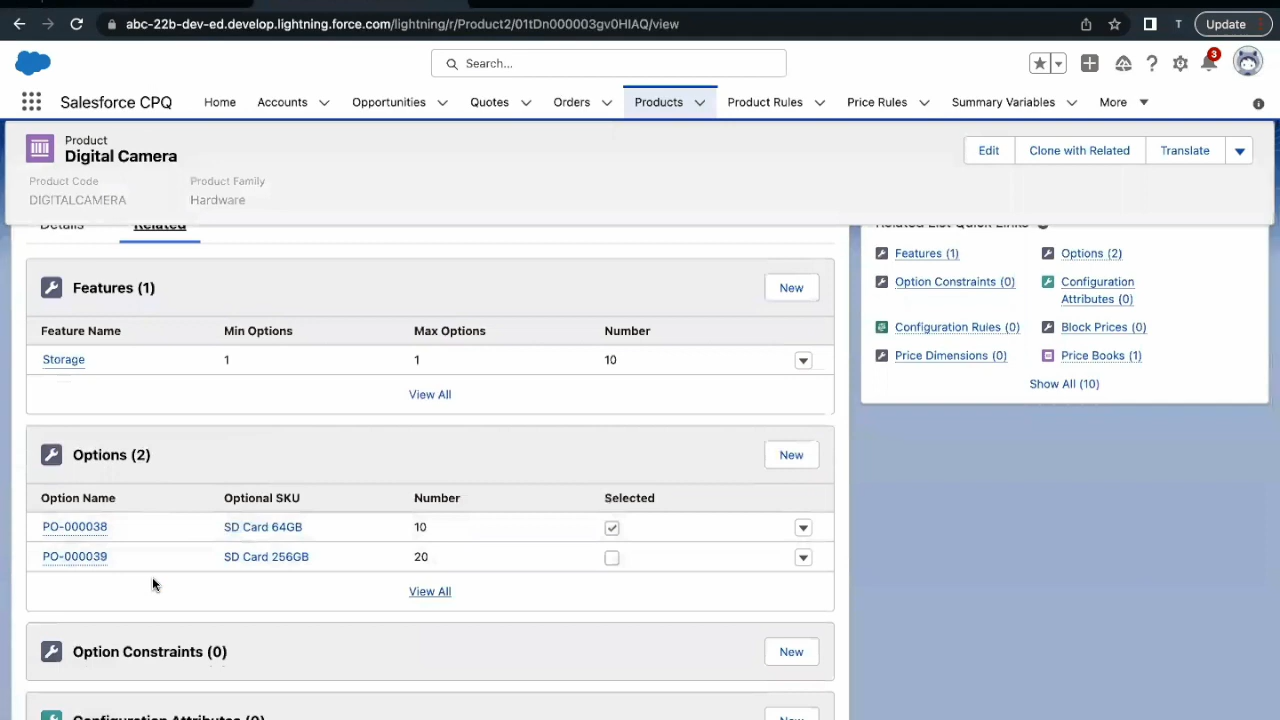 abc-22b-dev-ed.develop.lightning.force.com/lightning/r/Product2/01tDn000003gv0HIAQ/view
T
Update
Search...
3
Salesforce CPQ
Home
Accounts
Opportunities
Quotes
Orders
Products
Product Rules
Price Rules
Summary Variables
More
Product
Digital Camera
Edit
Clone with Related
Translate
Product Code
Product Family
DIGITALCAMERA
Hardware
Details
Related
Related List Quick Links
Features (1)
Options (2)
Option Constraints (0)
Configuration
Attributes (0)
Configuration Rules (0)
Block Prices (0)
Price Dimensions (0)
Price Books (1)
Show All (10)
Features (1)
New
Feature Name
Min Options
Max Options
Number
Storage
1
1
10
View All
Options (2)
New
Option Name
Optional SKU
Number
Selected
PO-000038
SD Card 64GB
10
PO-000039
SD Card 256GB
20
View All
Option Constraints (0)
New
Configuration Attributes (0)
New